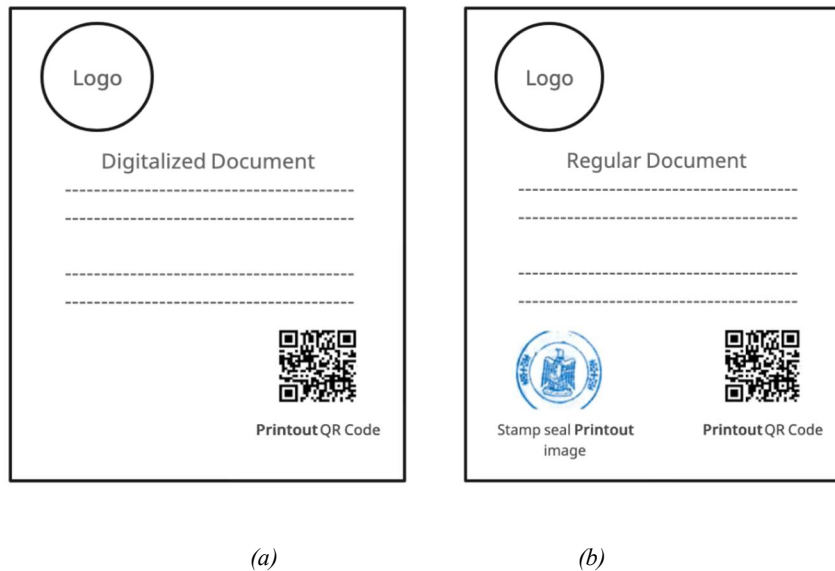 Logo
Digitalized Document
Printout QR Code
(a)
Logo
Regular Document
Stamp seal Printout
image
Printout QR Code
(b)